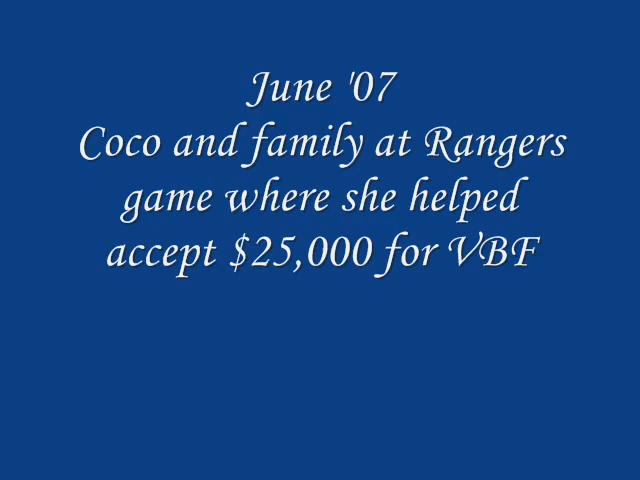 June '07
Coco and family at Rangers
game where she helped
accept $25,000 for VBF